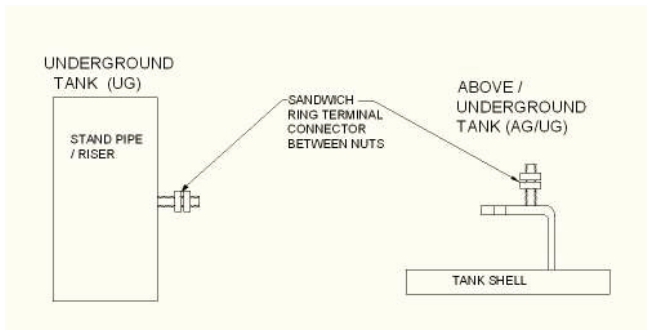 UNDERGROUND
TANK (UG)
STAND PIPE
/ RISER
SANDWICH
RING TERMINAL
CONNECTOR
BETWEEN NUTS
ABOVE /
UNDERGROUND
TANK (AG/UG)
TANK SHELL